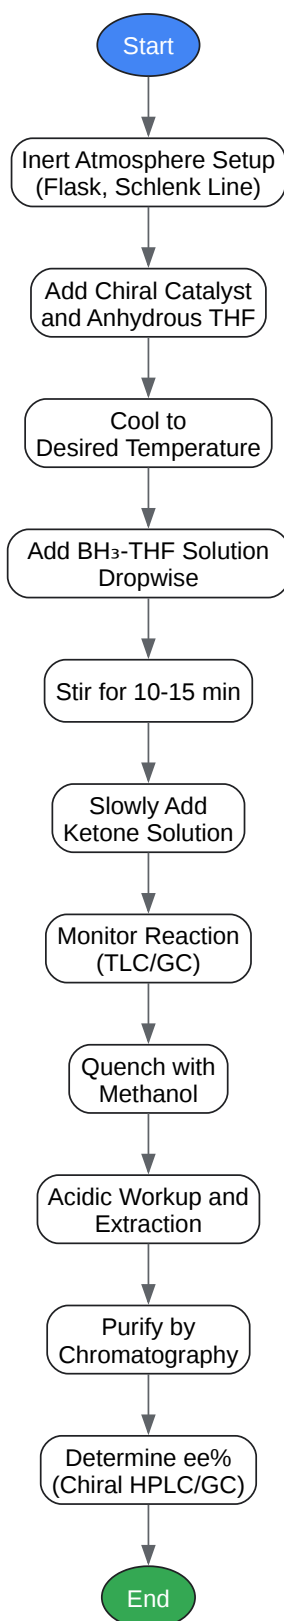 Start
Inert Atmosphere Setup
(Flask, Schlenk Line)
Add Chiral Catalyst
and Anhydrous THF
Cool to
Desired Temperature
Add BH₃-THF Solution
Dropwise
Stir for 10-15 min
Slowly Add
Ketone Solution
Monitor Reaction
(TLC/GC)
Quench with
Methanol
Acidic Workup and
Extraction
Purify by
Chromatography
Determine ee%
(Chiral HPLC/GC)
End